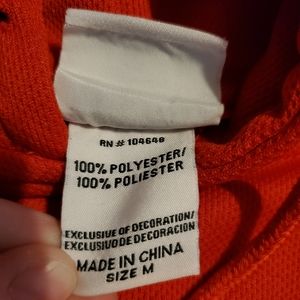 RN # 104648
100% POLYESTER/
100% POLIESTER
EXCLUSIVE OF DECORATION/
EXCLUSIVO DE DECORACION
MADE IN CHINA
SIZE M